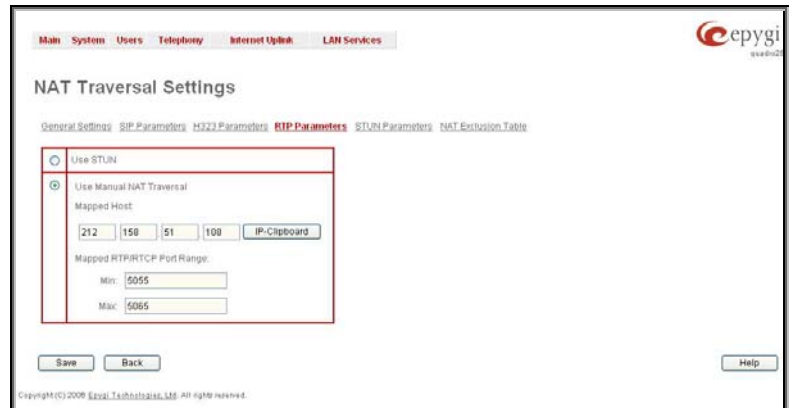 Main System Users Telephony Internet Uplink LAN Services
epygi
NAT Traversal Settings
General Settings SIP Parameters H323 Parameters RTP Parameters STUN Parameters NAT Exclusion Table
Use STUN
Use Manual NAT Traversal
Mapped Host
212 158 51 100 IP-Clipboard
Mapped RTP/RTCP Port Range:
Min: 5055
Max: 5065
Save Back Help
Copyright (C) 2008 Epygi Technologies, Ltd. All rights reserved.